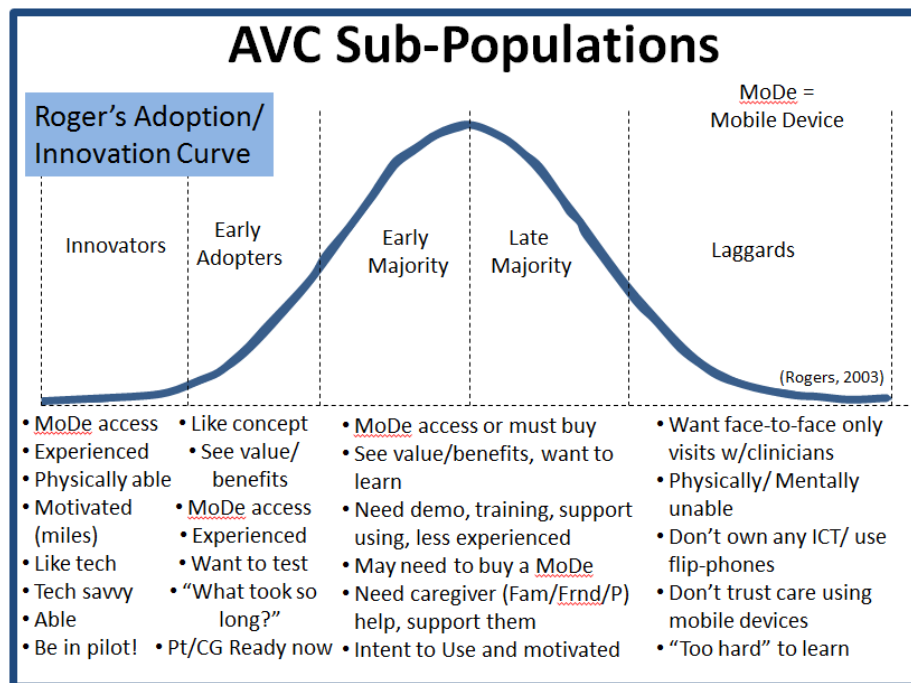 AVC Sub-Populations
Roger's Adoption/
Innovation Curve
MoDe =
Mobile Device
Innovators
Early
Adopters
Early
Majority
Late
Majority
Laggards
(Rogers, 2003)
• MoDe access
• Experienced
• Physically able
• Motivated
(miles)
• Like tech
• Tech savvy
• Able
• Be in pilot!
• Like concept
• See value/
benefits
• MoDe access
• Experienced
• Want to test
• "What took so
long?"
• Pt/CG Ready now
• MoDe access or must buy
• See value/benefits, want to
learn
• Need demo, training, support
using, less experienced
• May need to buy a MoDe
• Need caregiver (Fam/Frnd/P)
help, support them
• Intent to Use and motivated
• Want face-to-face only
visits w/clinicians
• Physically/ Mentally
unable
• Don't own any ICT/ use
flip-phones
• Don't trust care using
mobile devices
• "Too hard" to learn